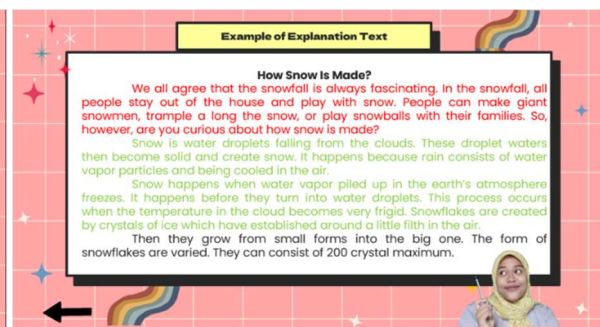 Example of Explanation Text
How Snow Is Made?
We all agree that the snowfall is always fascinating. In the snowfall, all
people stay out of the house and play with snow. People can make giant
snowmen, trample a long the snow, or play snowballs with their families. So,
however, are you curious about how snow is made?
Snow is water droplets falling from the clouds. These droplet waters
then become solid and create snow. It happens because rain consists of water
vapor particles and being cooled in the air.
Snow happens when water vapor piled up in the earth's atmosphere
freezes. It happens before they turn into water droplets. This process occurs
when the temperature in the cloud becomes very frigid. Snowflakes are created
by crystals of ice which have established around a little filth in the air.
Then they grow from small forms into the big one. The form of
snowflakes are varied. They can consist of 200 crystal maximum.